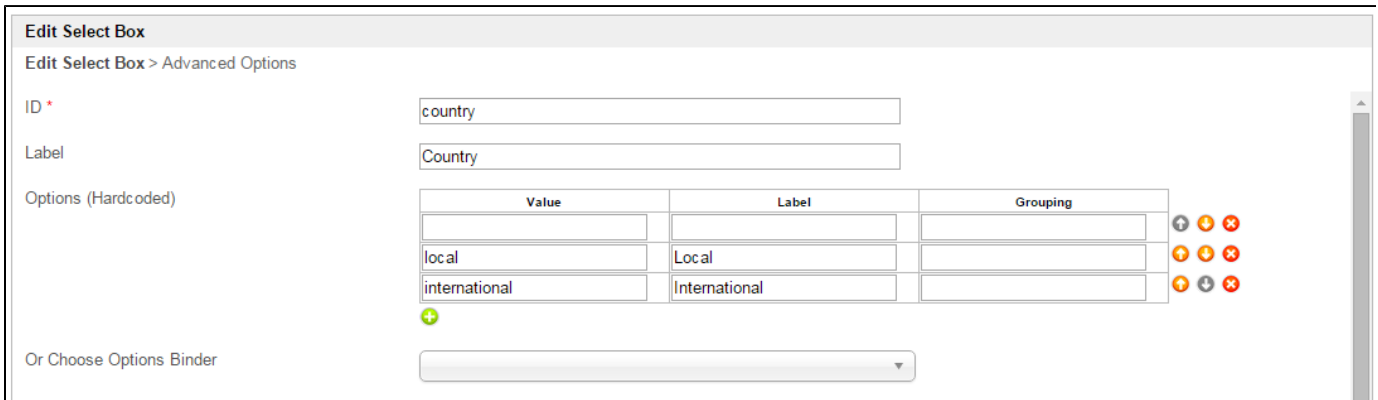 Edit Select Box
Edit Select Box > Advanced Options
ID *
country
Label
Country
Options (Hardcoded)
Value Label Grouping
local Local
international International
Or Choose Options Binder